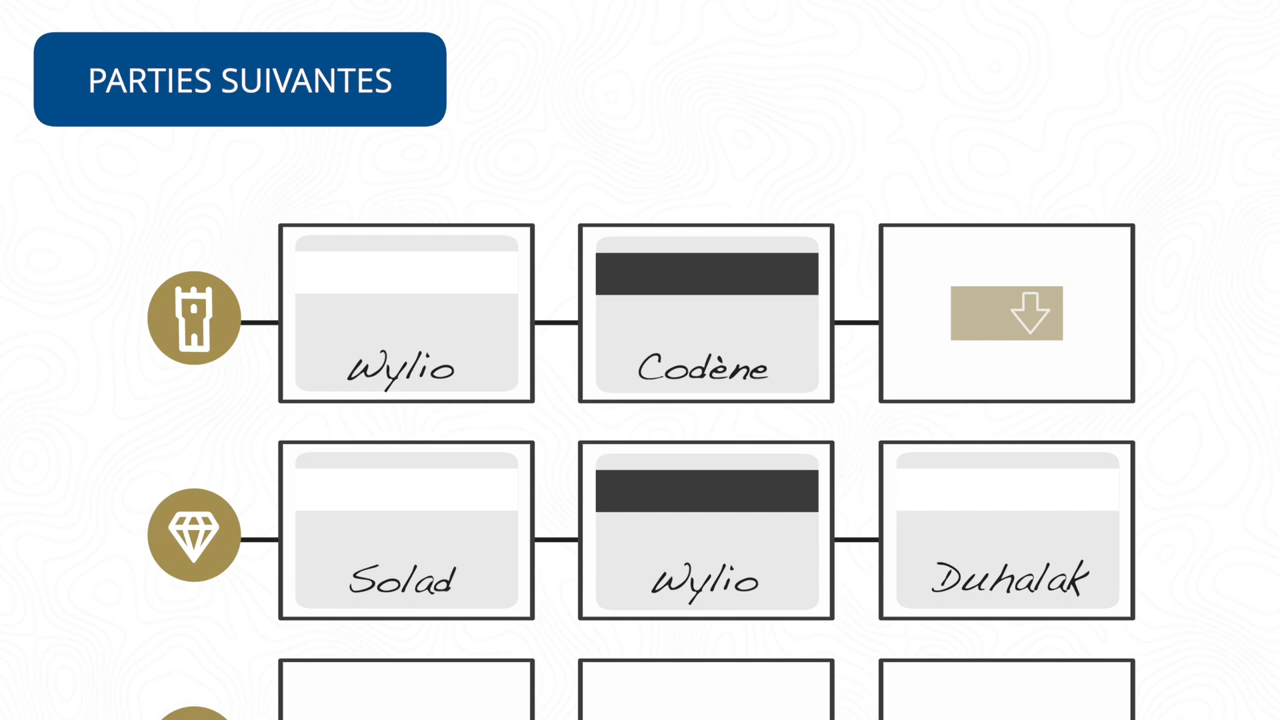 PARTIES SUIVANTES
Wylio
Codène
Solad
Wylio
Duhalak